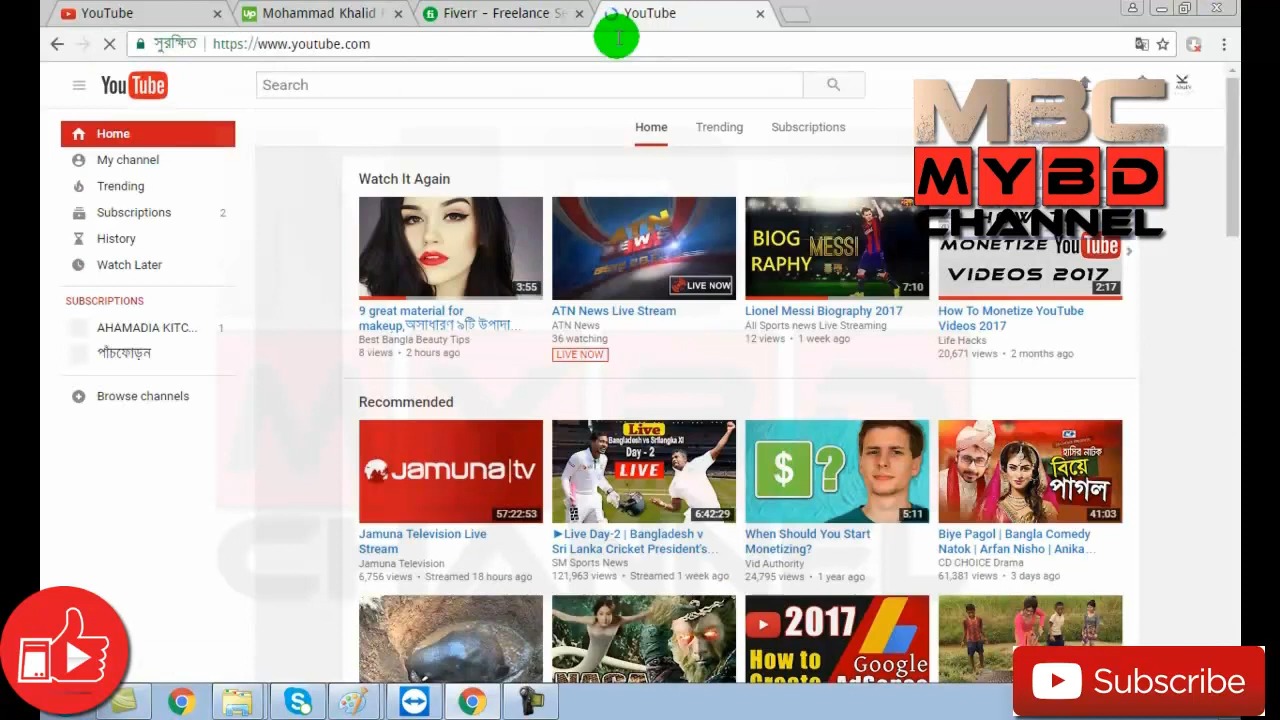 YouTube
Up Mohammad Khalid
fi Fiverr - Freelance Se
YouTube
সুরক্ষিত https://www.youtube.com
YouTube
Search
MBC
MYBD
CHANNEL
Home
My channel
Trending
Subscriptions 2
History
Watch Later
SUBSCRIPTIONS
AHAMADIA KITC... 1
পাঁচফোড়ন
Browse channels
Home Trending Subscriptions
Watch It Again
3:55
LIVE NOW
BIOG
RAPHY
MESSI
7:10
MONETIZE YouTube
VIDEOS 2017
2:17
9 great material for
makeup,অসাধারণ ৯টি উপাদা...
Best Bangla Beauty Tips
8 views • 2 hours ago
ATN News Live Stream
ATN News
36 watching
LIVE NOW
Lionel Messi Biography 2017
All Sports news Live Streaming
12 views • 1 week ago
How To Monetize YouTube
Videos 2017
Life Hacks
20,671 views • 2 months ago
Recommended
Jamuna|tv
57:22:53
Live
Bangladesh vs Srilangka XI
Day - 2
LIVE
6:42:29
$?
5:11
হাসির নাটক
বিয়ে
পাগল
41:03
Jamuna Television Live
Stream
Jamuna Television
6,756 views • Streamed 18 hours ago
►Live Day-2 | Bangladesh v
Sri Lanka Cricket President's...
SM Sports News
121,963 views • Streamed 1 week ago
When Should You Start
Monetizing?
Vid Authority
24,795 views • 1 year ago
Biye Pagol | Bangla Comedy
Natok | Arfan Nisho | Anika...
CD CHOICE Drama
61,381 views • 3 days ago
2017
How to
Google
Subscribe